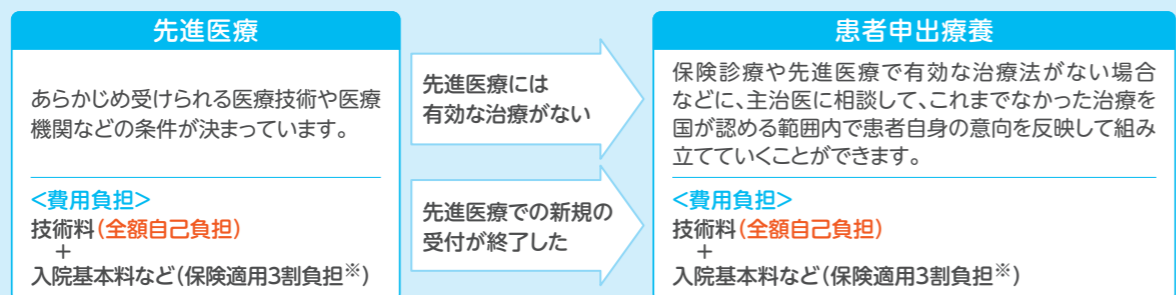 先進医療
あらかじめ受けられる医療技術や医療
機関などの条件が決まっています。
<費用負担>
技術料(全額自己負担)
+
入院基本料など(保険適用3割負担※)
先進医療には
有効な治療がない
先進医療での新規の
受付が終了した
患者申出療養
保険診療や先進医療で有効な治療法がない場合
などに、主治医に相談して、これまでなかった治療を
国が認める範囲内で患者自身の意向を反映して組み
立てていくことができます。
<費用負担>
技術料(全額自己負担)
+
入院基本料など(保険適用3割負担※)